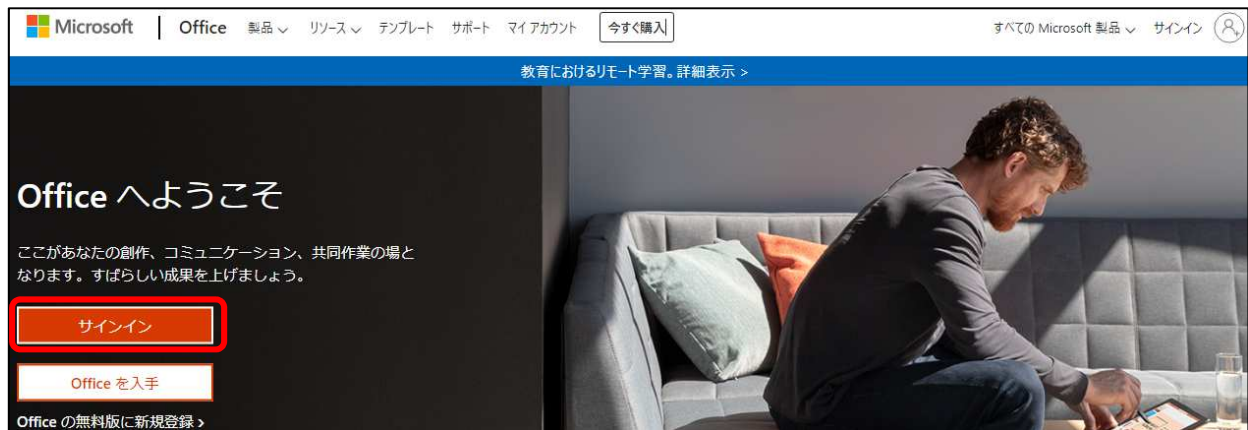 Microsoft | Office 製品 リソース テンプレート サポート マイ アカウント 今すぐ購入 すべての Microsoft 製品 サインイン
教育におけるリモート学習。詳細表示 >
Office へようこそ
ここがあなたの創作、コミュニケーション、共同作業の場と
なります。すばらしい成果を上げましょう。
サインイン
Office を入手
Office の無料版に新規登録 >